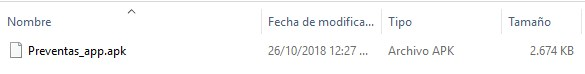 Nombre Fecha de modifica... Tipo Tamaño
Preventas_app.apk 26/10/2018 12:27 ... Archivo APK 2.674 KB